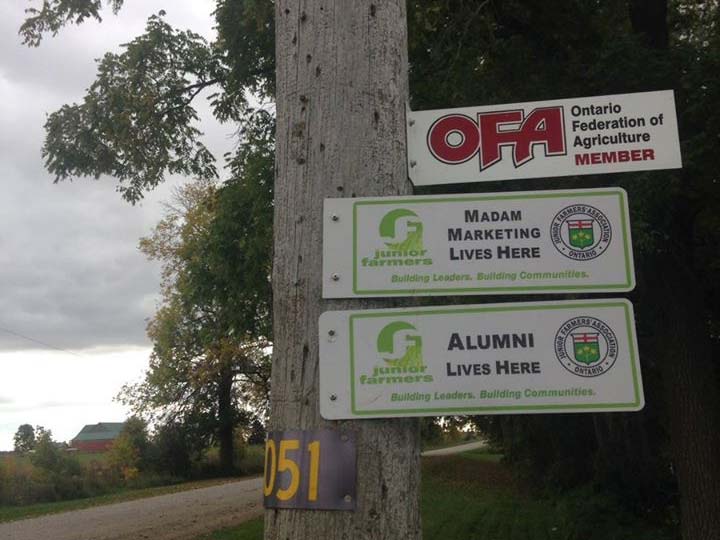 OFA
Ontario
Federation of
Agriculture
MEMBER
junior
farmers
MADAM
MARKETING
LIVES HERE
JUNIOR FARMERS' ASSOCIATION
ONTARIO
Building Leaders. Building Communities.
junior
farmers
ALUMNI
LIVES HERE
JUNIOR FARMERS' ASSOCIATION
ONTARIO
Building Leaders. Building Communities.
051